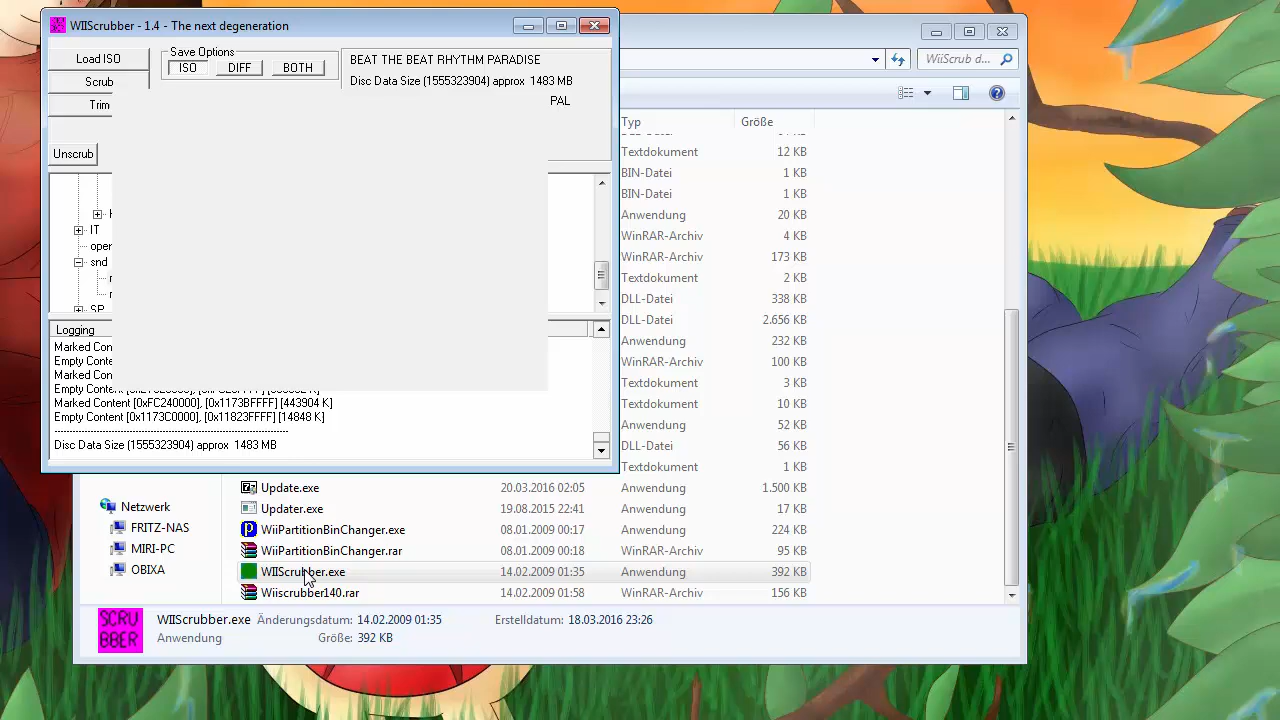 WIIScrubber - 1.4 - The next degeneration
Load ISO
Scrub
Trim
Unscrub
Save Options
ISO DIFF BOTH
BEAT THE BEAT RHYTHM PARADISE
Disc Data Size (1555323904) approx 1483 MB
PAL
IT
oper
snd
SP
Logging
Marked Con
Empty Conte
Marked Con
Empty Conte
Marked Content [0xFC240000], [0x1173BFFFF] [443904 K]
Empty Content [0x1173C0000], [0x11823FFFF] [14848 K]
Disc Data Size (1555323904) approx 1483 MB
WiiScrub d...
Typ Größe
Textdokument 12 KB
BIN-Datei 1 KB
BIN-Datei 1 KB
Anwendung 20 KB
WinRAR-Archiv 4 KB
WinRAR-Archiv 173 KB
Textdokument 2 KB
DLL-Datei 338 KB
DLL-Datei 2.656 KB
Anwendung 232 KB
WinRAR-Archiv 100 KB
Textdokument 3 KB
Textdokument 10 KB
Anwendung 52 KB
DLL-Datei 56 KB
Textdokument 1 KB
Update.exe 20.03.2016 02:05 Anwendung 1.500 KB
Updater.exe 19.08.2015 22:41 Anwendung 17 KB
WiiPartitionBinChanger.exe 08.01.2009 00:17 Anwendung 224 KB
WiiPartitionBinChanger.rar 08.01.2009 00:18 WinRAR-Archiv 95 KB
WIIScrubber.exe 14.02.2009 01:35 Anwendung 392 KB
Wiiscrubber140.rar 14.02.2009 01:58 WinRAR-Archiv 156 KB
Netzwerk
FRITZ-NAS
MIRI-PC
OBIXA
SCRU
BBER
WIIScrubber.exe Änderungsdatum: 14.02.2009 01:35 Erstelldatum: 18.03.2016 23:26
Anwendung Größe: 392 KB